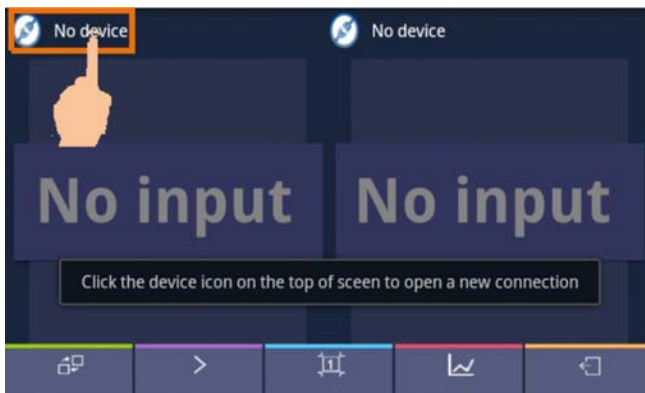 No device
No device
No input
No input
Click the device icon on the top of sceen to open a new connection
1